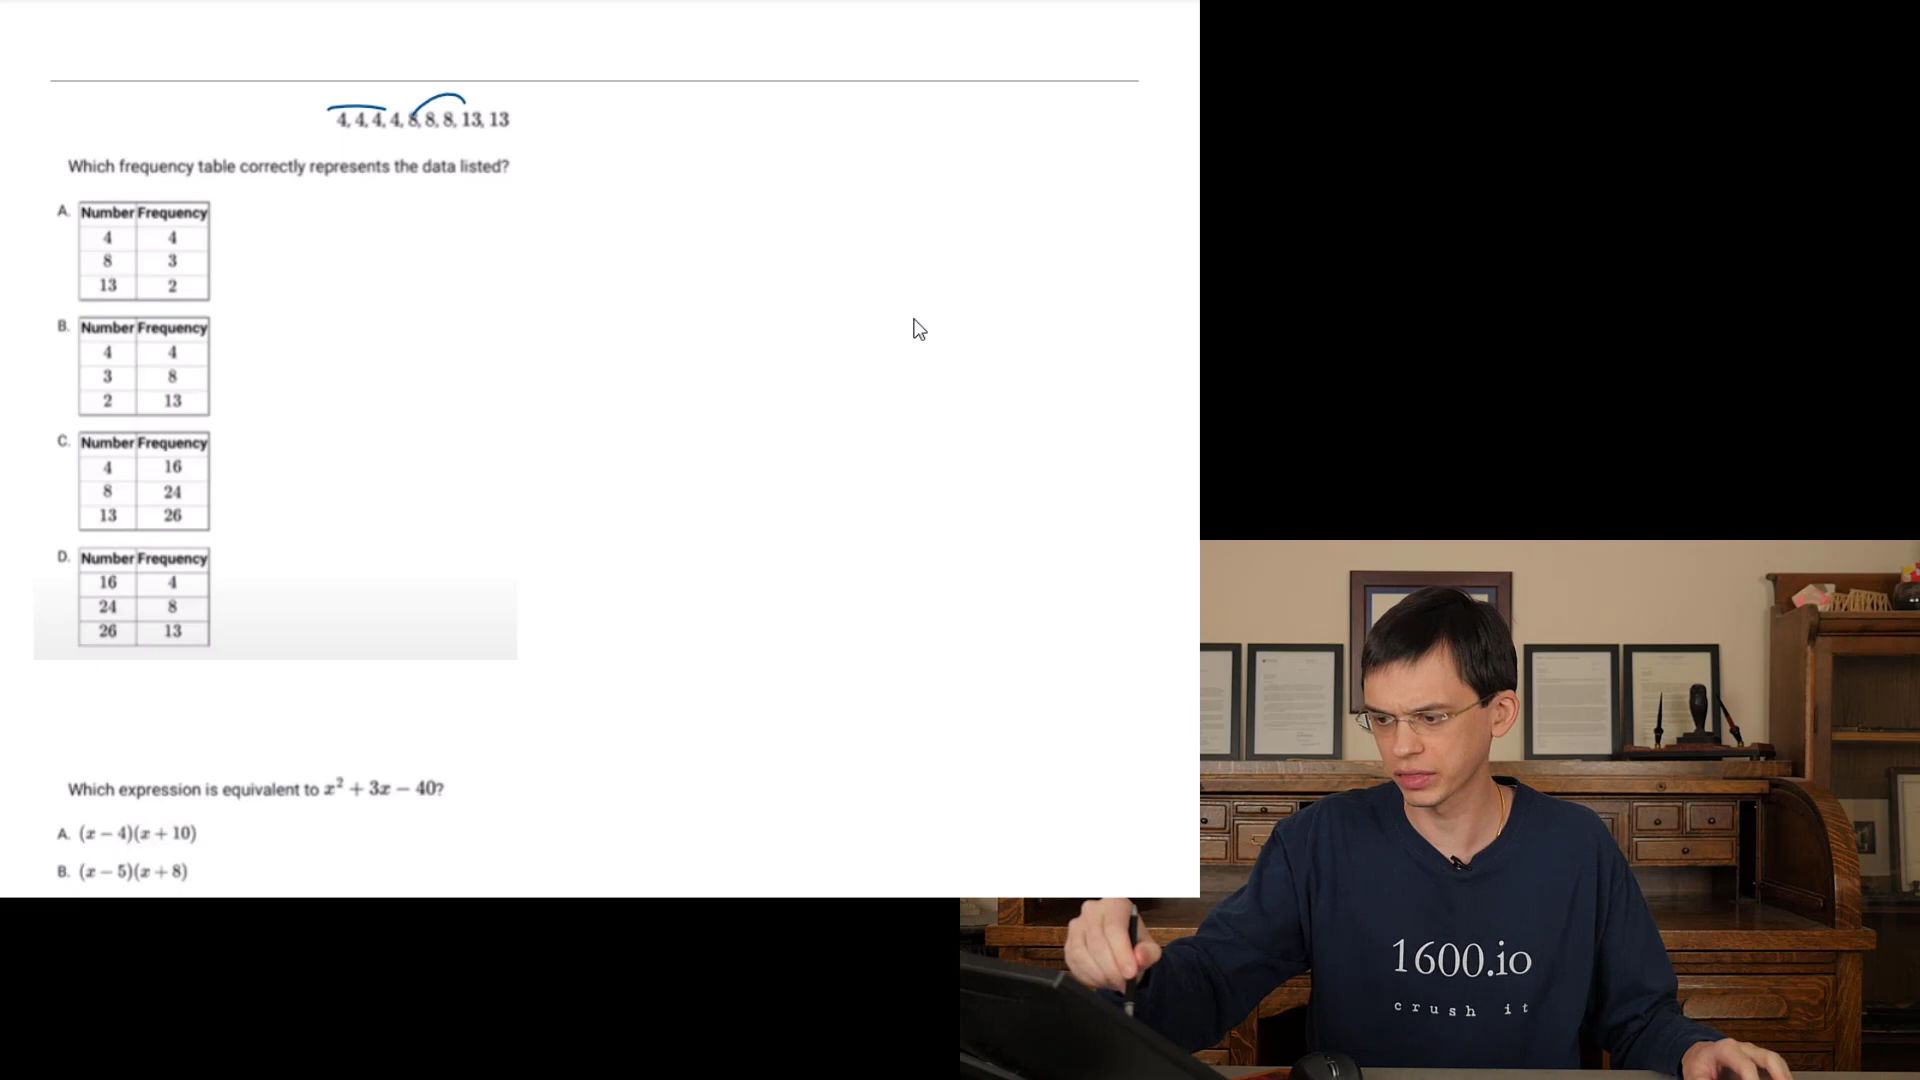 4, 4, 4, 4, 8, 8, 8, 13, 13
Which frequency table correctly represents the data listed?
A. Number Frequency
4 4
8 3
13 2
B. Number Frequency
4 4
3 8
2 13
C. Number Frequency
4 16
8 24
13 26
D. Number Frequency
16 4
24 8
26 13
Which expression is equivalent to x² + 3x − 40?
A. (x − 4)(x + 10)
B. (x − 5)(x + 8)
1600.io
crush it